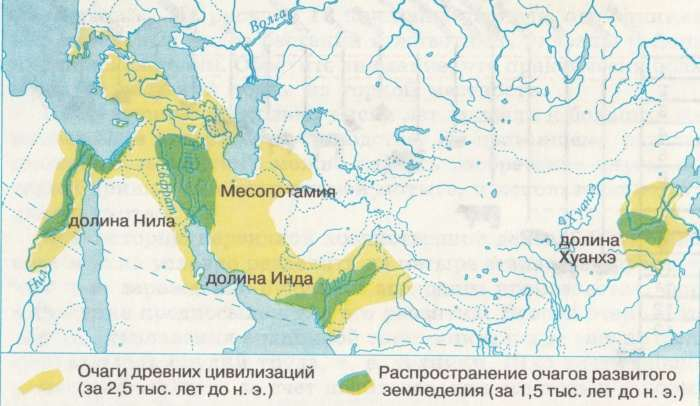 Волга
Месопотамия
Евфрат
долина Нила
Нил
долина Инда
Инд
Хуанхэ
долина
Хуанхэ
Очаги древних цивилизаций
(за 2,5 тыс. лет до н. э.)
Распространение очагов развитого
земледелия (за 1,5 тыс. лет до н. э.)